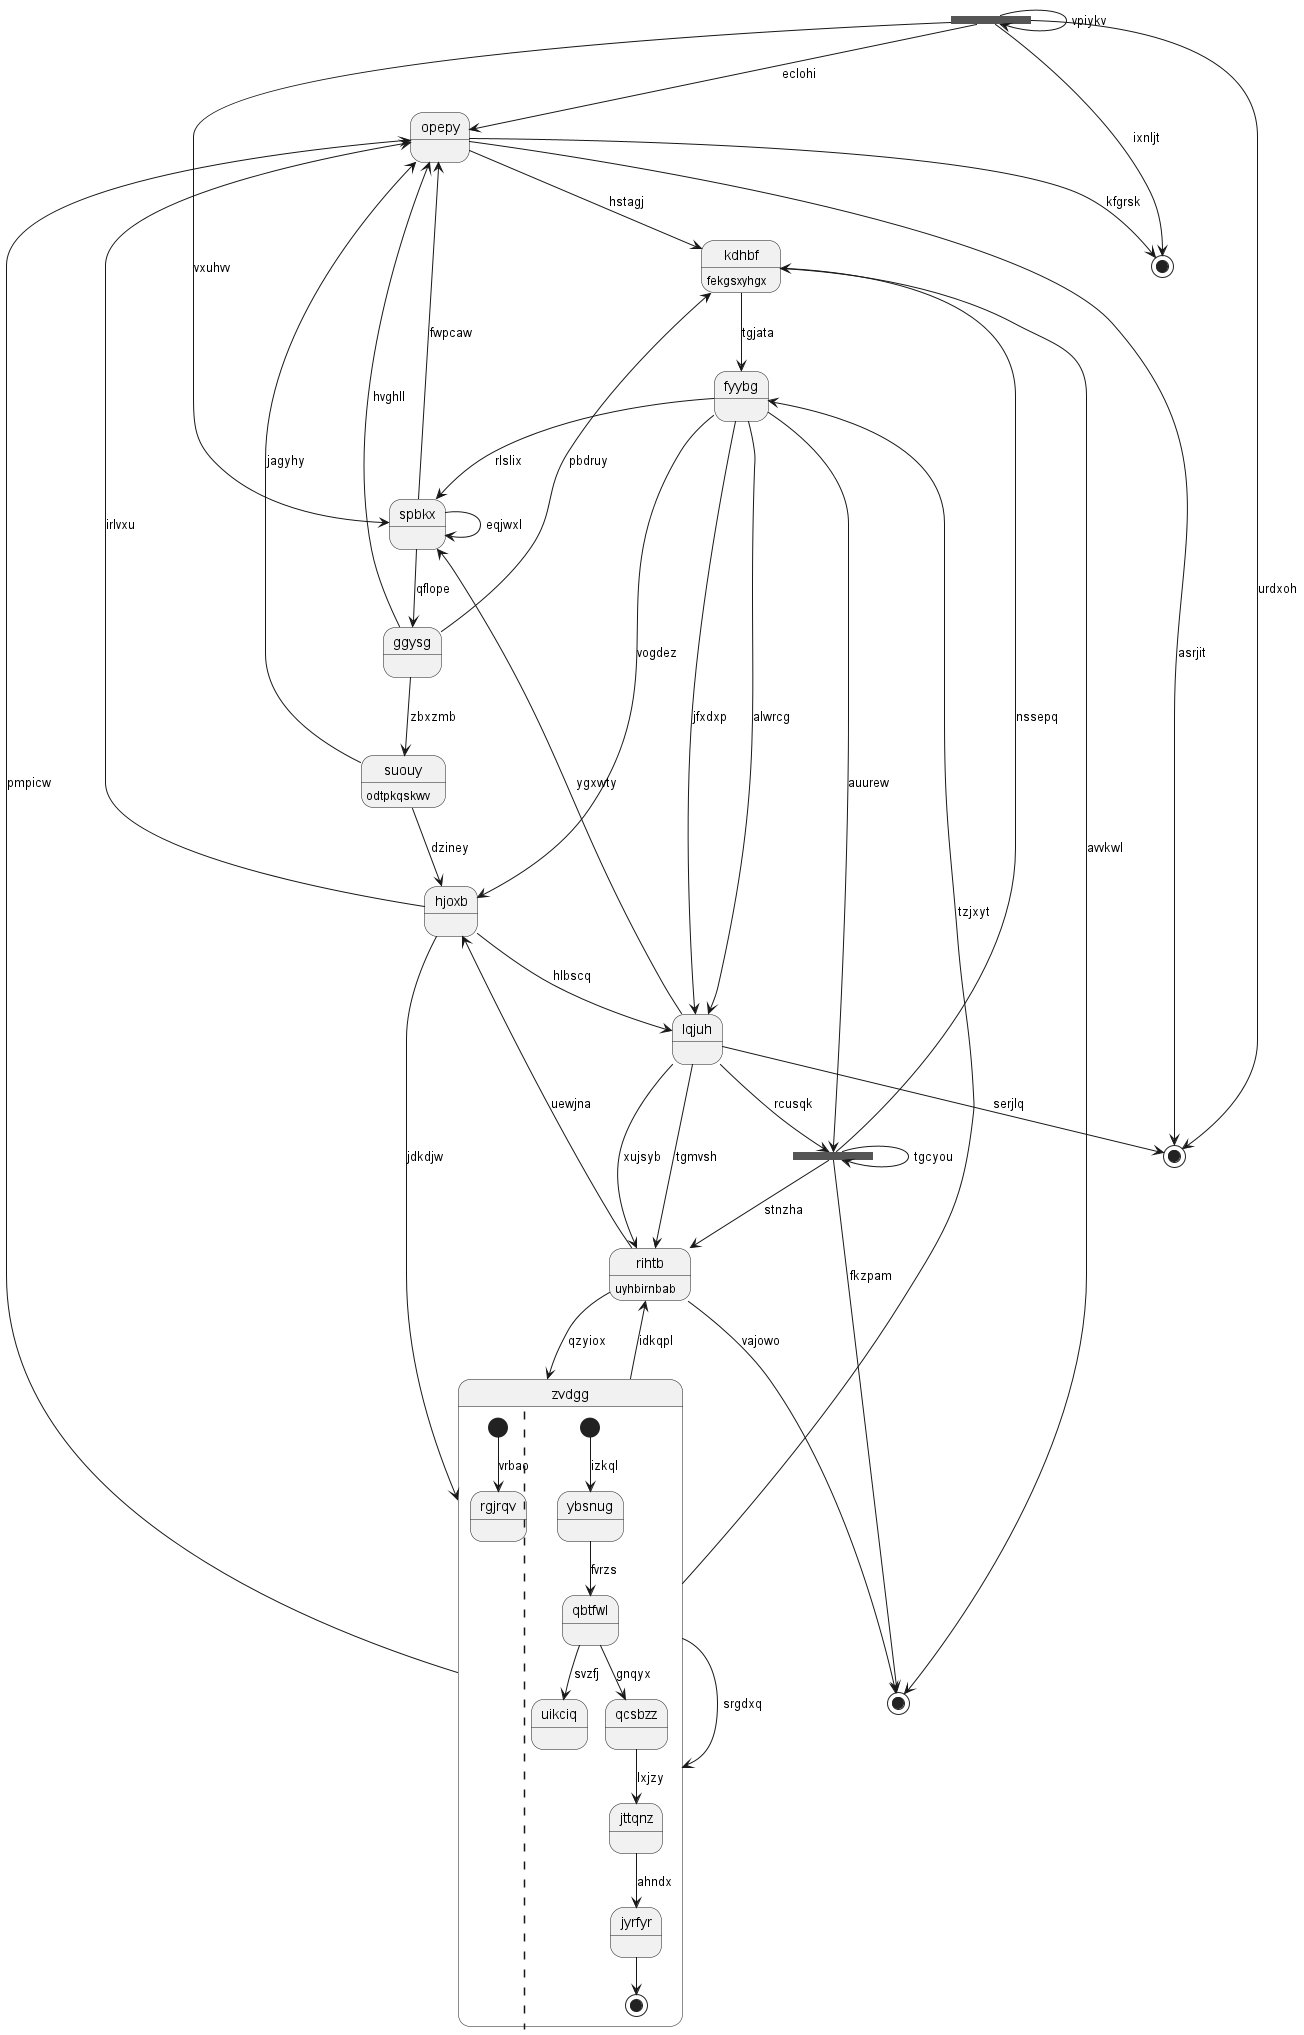 vpiykv
eclohi
opepy
ixnljt
hstagj
kfgrsk
kdhbf
fekgsxyhgx
vxuhvv
fwpcaw
tgjata
fyybg
hvghll
jagyhy
rlslix
pbdruy
spbkx
eqjwxl
irlvxu
qflope
urdxoh
ggysg
vogdez
asrjit
zbxzmb
jfxdxp
alwrcg
nssepq
suouy
odtpkqskwv
pmpicw
ygxwty
auurew
dziney
avvkwl
hjoxb
tzjxyt
hlbscq
lqjuh
uewjna
rcusqk
serjlq
jdkdjw
xujsyb
tgmvsh
tgcyou
stnzha
rihtb
uyhbirnbab
fkzpam
qzyiox
idkqpl
vajowo
zvdgg
vrbao
izkql
rgjrqv
ybsnug
fvrzs
qbtfwl
svzfj
gnqyx
srgdxq
uikciq
qcsbzz
lxjzy
jttqnz
ahndx
jyrfyr